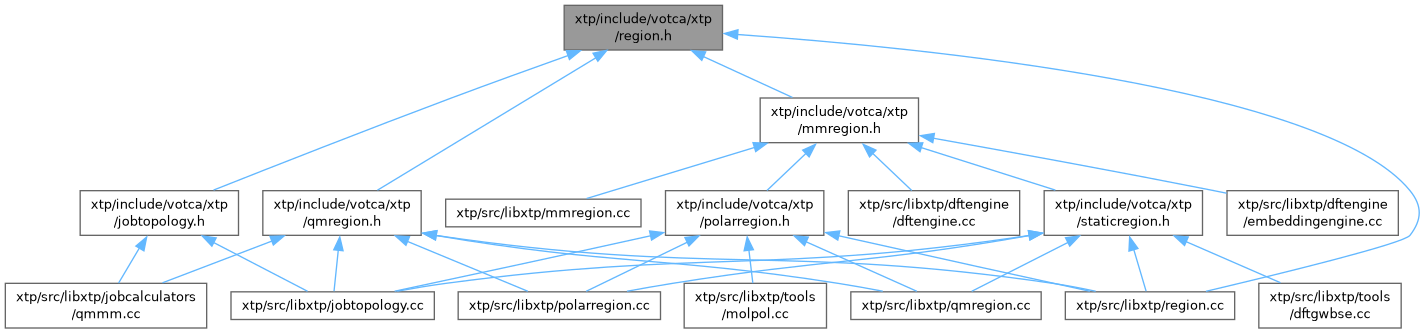 xtp/include/votca/xtp
/region.h
xtp/include/votca/xtp
/mmregion.h
xtp/include/votca/xtp
/jobtopology.h
xtp/include/votca/xtp
/qmregion.h
xtp/src/libxtp/mmregion.cc
xtp/include/votca/xtp
/polarregion.h
xtp/src/libxtp/dftengine
/dftengine.cc
xtp/include/votca/xtp
/staticregion.h
xtp/src/libxtp/dftengine
/embeddingengine.cc
xtp/src/libxtp/jobcalculators
/qmmm.cc
xtp/src/libxtp/jobtopology.cc
xtp/src/libxtp/polarregion.cc
xtp/src/libxtp/tools
/molpol.cc
xtp/src/libxtp/qmregion.cc
xtp/src/libxtp/region.cc
xtp/src/libxtp/tools
/dftgwbse.cc